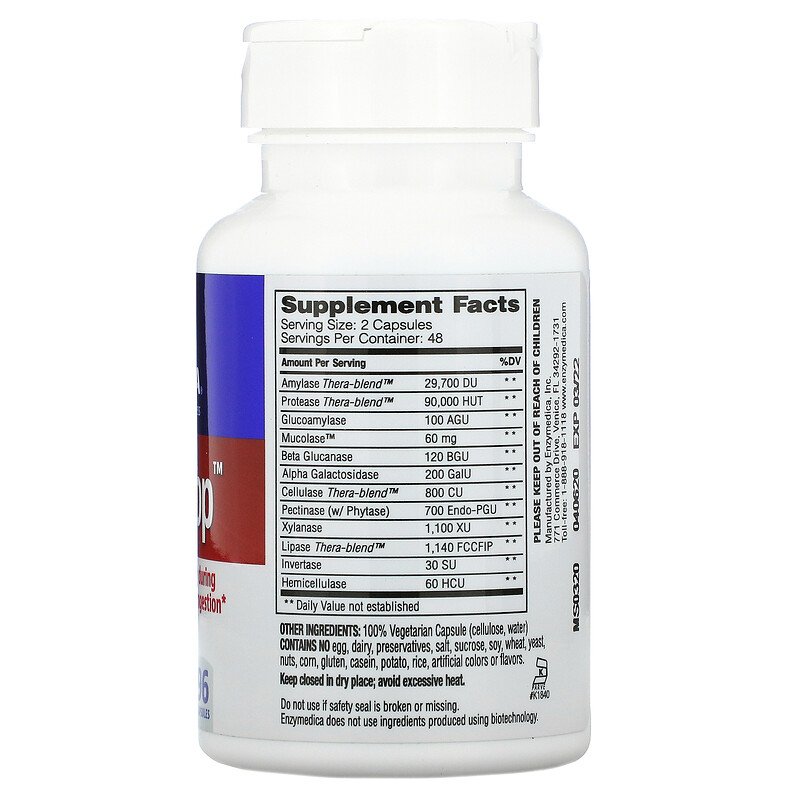 Supplement Facts
Serving Size: 2 Capsules
Servings Per Container: 48
Amount Per Serving %DV
Amylase Thera-blend™ 29,700 DU **
Protease Thera-blend™ 90,000 HUT **
Glucoamylase 100 AGU **
Mucolase™ 60 mg **
Beta Glucanase 120 BGU **
Alpha Galactosidase 200 GalU **
Cellulase Thera-blend™ 800 CU **
Pectinase (w/ Phytase) 700 Endo-PGU **
Xylanase 1,100 XU **
Lipase Thera-blend™ 1,140 FCCFIP **
Invertase 30 SU **
Hemicellulase 60 HCU **
**Daily Value not established
OTHER INGREDIENTS: 100% Vegetarian Capsule (cellulose, water)
CONTAINS NO egg, dairy, preservatives, salt, sucrose, soy, wheat, yeast,
nuts, corn, gluten, casein, potato, rice, artificial colors or flavors.
Keep closed in dry place; avoid excessive heat.
Do not use if safety seal is broken or missing.
Enzymedica does not use ingredients produced using biotechnology.
PLEASE KEEP OUT OF REACH OF CHILDREN
Manufactured by Enzymedica, Inc.
771 Commerce Drive, Venice, FL 34292-1731
Toll-free: 1-888-918-1118 www.enzymedica.com
MS0320 040620 EXP 03/22
K
PARVE
#K1640
™
96